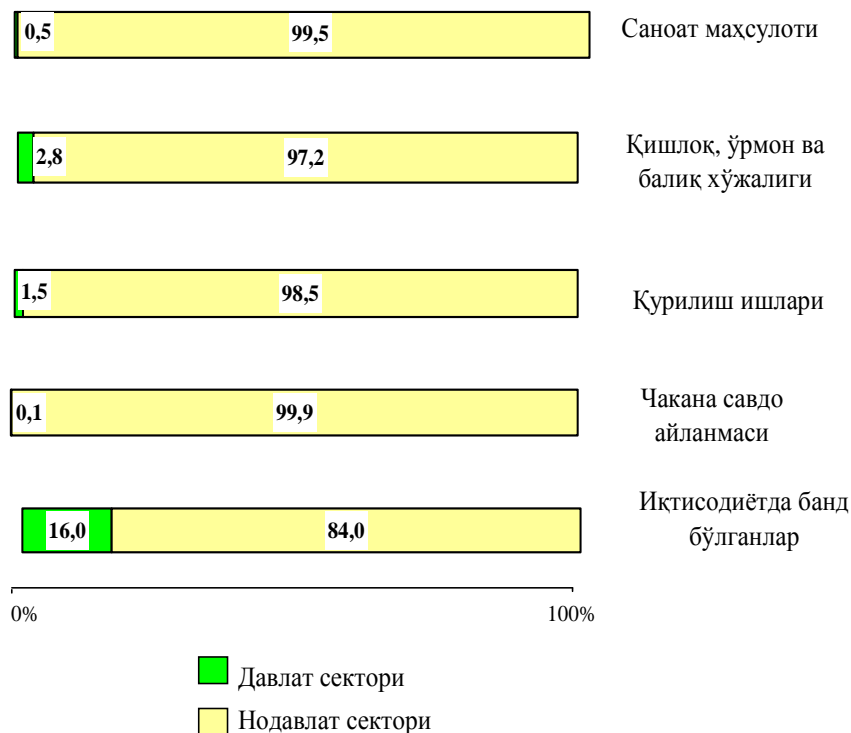 0,5 99,5 Саноат маҳсулоти
2,8 97,2 Қишлоқ, ўрмон ва
балиқ хўжалиги
1,5 98,5 Қурилиш ишлари
0,1 99,9 Чакана савдо
айланмаси
16,0 84,0 Иқтисодиётда банд
бўлганлар
0% 100%
Давлат сектори
Нодавлат сектори